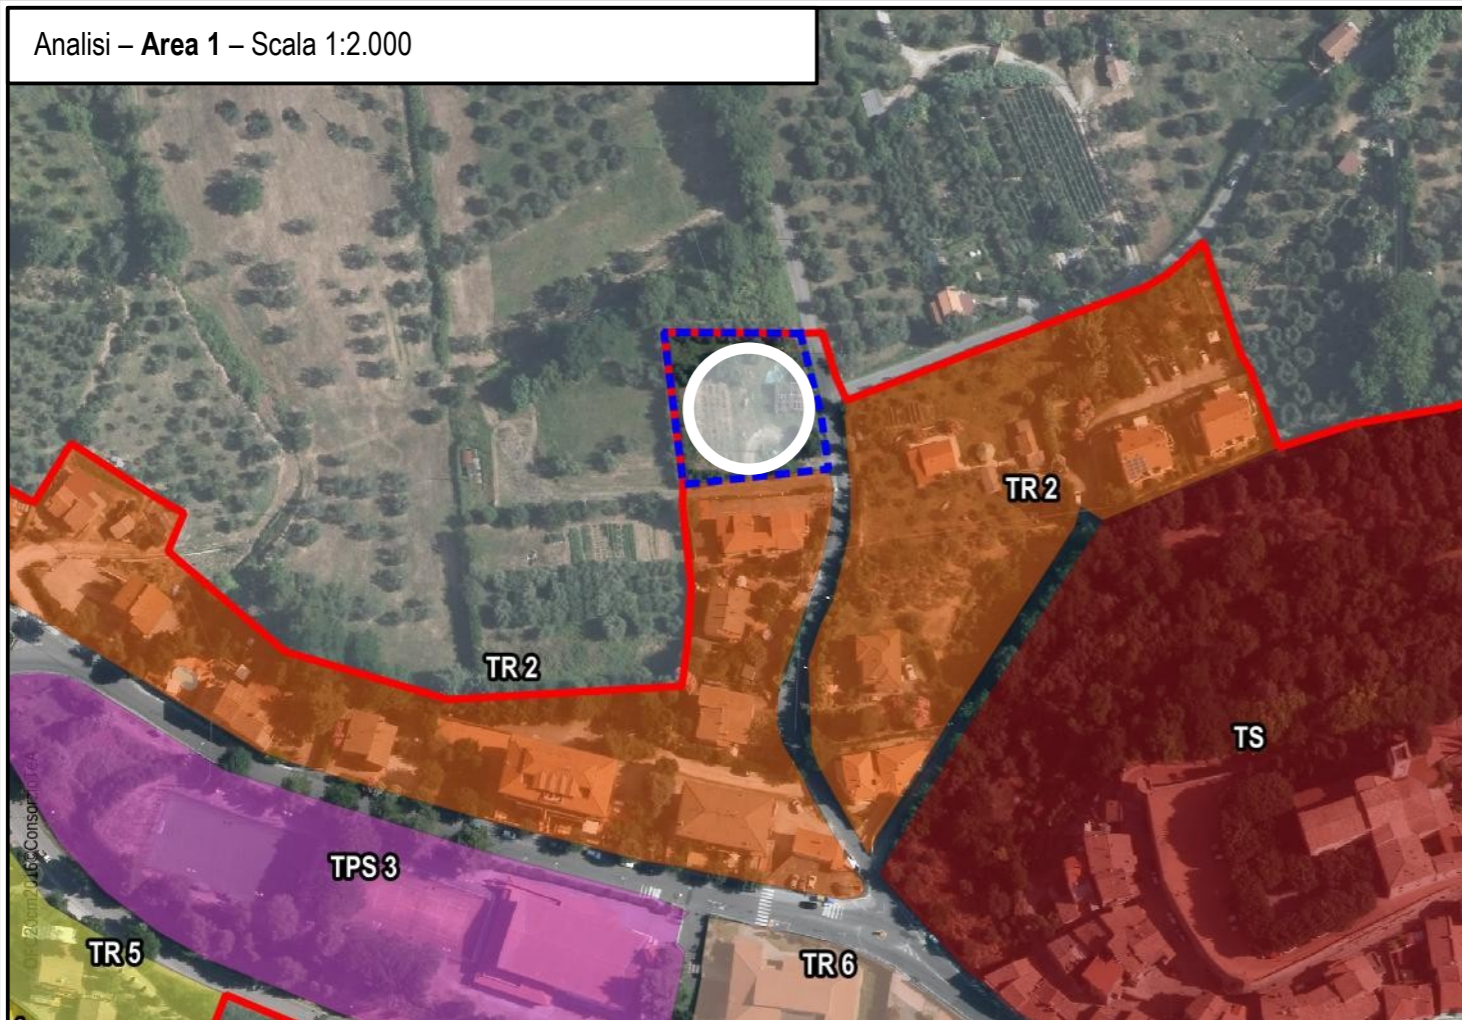 Analisi – Area 1 – Scala 1:2.000
TR 2
TR 2
TS
TPS 3
TR 5
TR 6